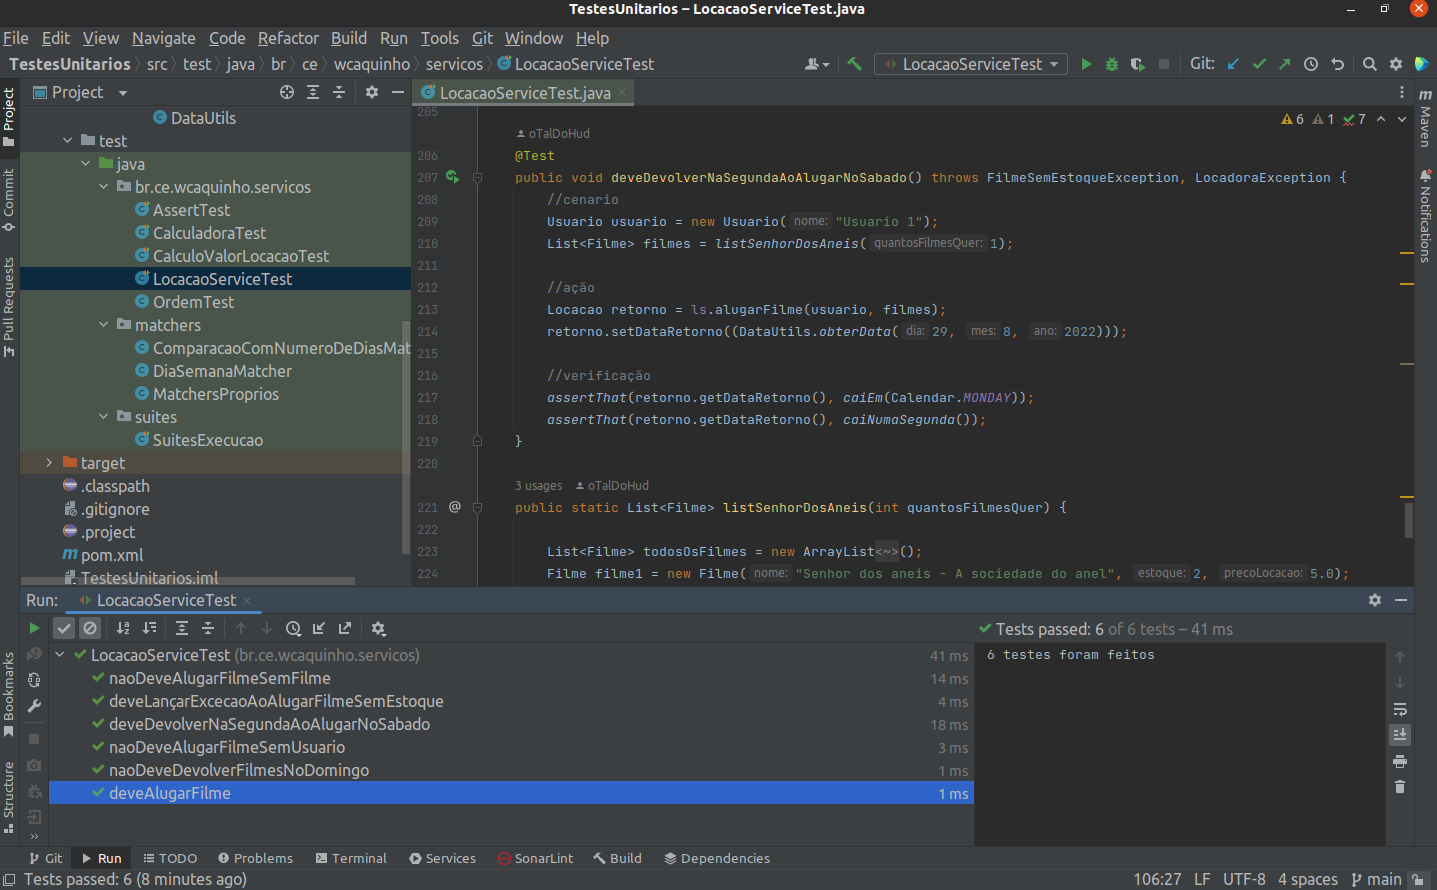 TestesUnitarios – LocacaoServiceTest.java
File Edit View Navigate Code Refactor Build Run Tools Git Window Help
TestesUnitarios src test java br ce wcaquinho servicos LocacaoServiceTest
LocacaoServiceTest
Git:
Project
Commit
Pull Requests
Bookmarks
Structure
Project
DataUtils
test
java
br.ce.wcaquinho.servicos
AssertTest
CalculadoraTest
CalculoValorLocacaoTest
LocacaoServiceTest
OrdemTest
matchers
ComparacaoComNumeroDeDiasMat
DiaSemanaMatcher
MatchersProprios
suites
SuitesExecucao
target
.classpath
.gitignore
.project
pom.xml
TestesUnitarios.iml
LocacaoServiceTest.java
6 1 7
Maven
Notifications
205
oTalDoHud
206 @Test
207 public void deveDevolverNaSegundaAoAlugarNoSabado() throws FilmeSemEstoqueException, LocadoraException {
208 //cenario
209 Usuario usuario = new Usuario( nome: "Usuario 1");
210 List<Filme> filmes = listSenhorDosAneis( quantosFilmesQuer: 1);
211
212 //ação
213 Locacao retorno = ls.alugarFilme(usuario, filmes);
214 retorno.setDataRetorno((DataUtils.obterData( dia: 29, mes: 8, ano: 2022)));
215
216 //verificação
217 assertThat(retorno.getDataRetorno(), caiEm(Calendar.MONDAY));
218 assertThat(retorno.getDataRetorno(), caiNumaSegunda());
219 }
220
3 usages oTalDoHud
221 @ public static List<Filme> listSenhorDosAneis(int quantosFilmesQuer) {
222
223 List<Filme> todosOsFilmes = new ArrayList<~>();
224 Filme filme1 = new Filme( nome: "Senhor dos aneis - A sociedade do anel", estoque: 2, precoLocacao: 5.0);
Run: LocacaoServiceTest
Tests passed: 6 of 6 tests – 41 ms
LocacaoServiceTest (br.ce.wcaquinho.servicos) 41 ms
naoDeveAlugarFilmeSemFilme 14 ms
deveLançarExcecaoAoAlugarFilmeSemEstoque 4 ms
deveDevolverNaSegundaAoAlugarNoSabado 18 ms
naoDeveAlugarFilmeSemUsuario 3 ms
naoDeveDevolverFilmesNoDomingo 1 ms
deveAlugarFilme 1 ms
6 testes foram feitos
Git Run TODO Problems Terminal Services SonarLint Build Dependencies
Tests passed: 6 (8 minutes ago) 106:27 LF UTF-8 4 spaces main